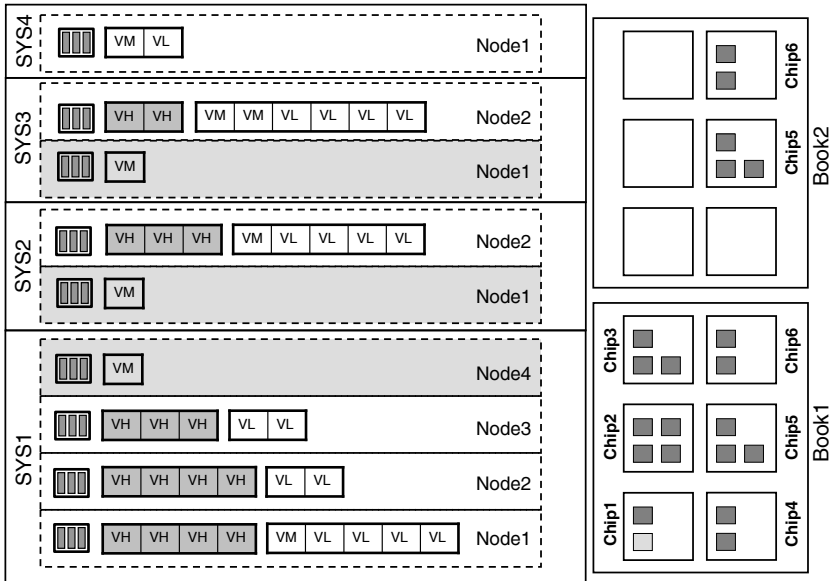 SYS4
VM VL Node1
SYS3
VH VH VM VM VL VL VL VL Node2
VM Node1
SYS2
VH VH VH VM VL VL VL VL Node2
VM Node1
SYS1
VM Node4
VH VH VH VL VL Node3
VH VH VH VH VL VL Node2
VH VH VH VH VM VL VL VL VL Node1
Chip6
Chip5
Book2
Chip3 Chip6
Chip2 Chip5
Chip1 Chip4
Book1